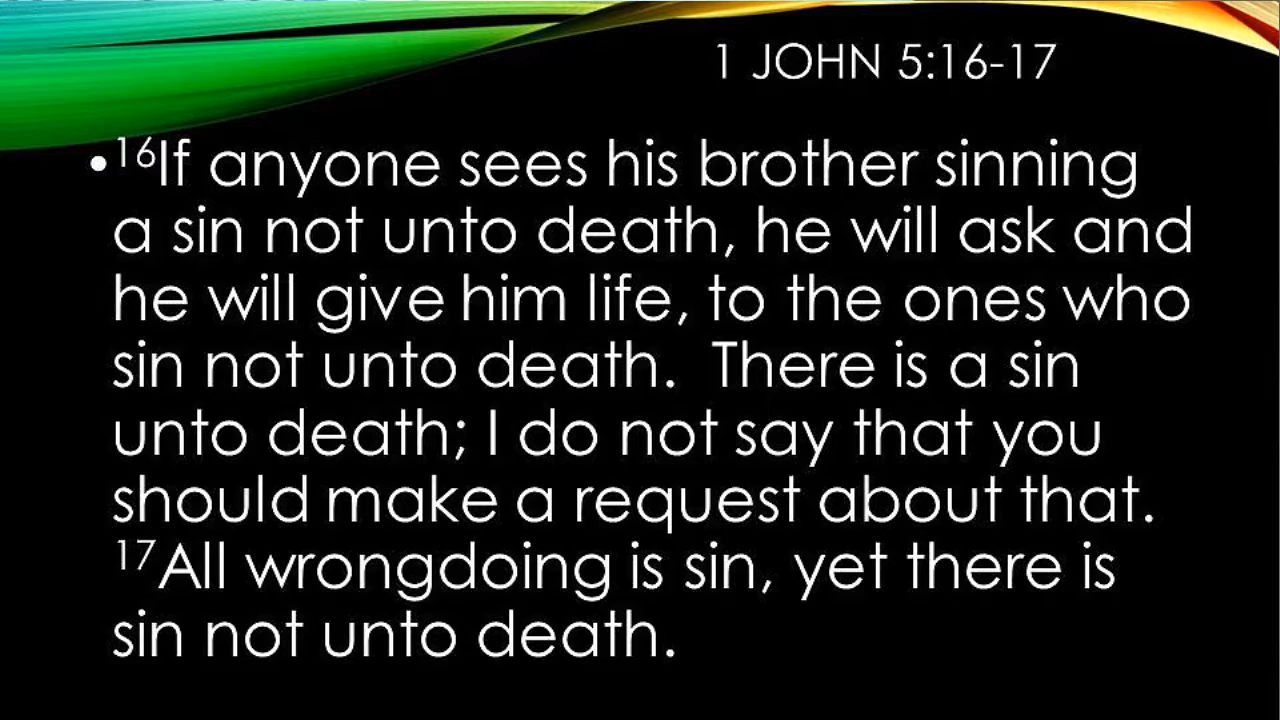 1 JOHN 5:16-17
•16If anyone sees his brother sinning
a sin not unto death, he will ask and
he will give him life, to the ones who
sin not unto death.  There is a sin
unto death; I do not say that you
should make a request about that.
17All wrongdoing is sin, yet there is
sin not unto death.